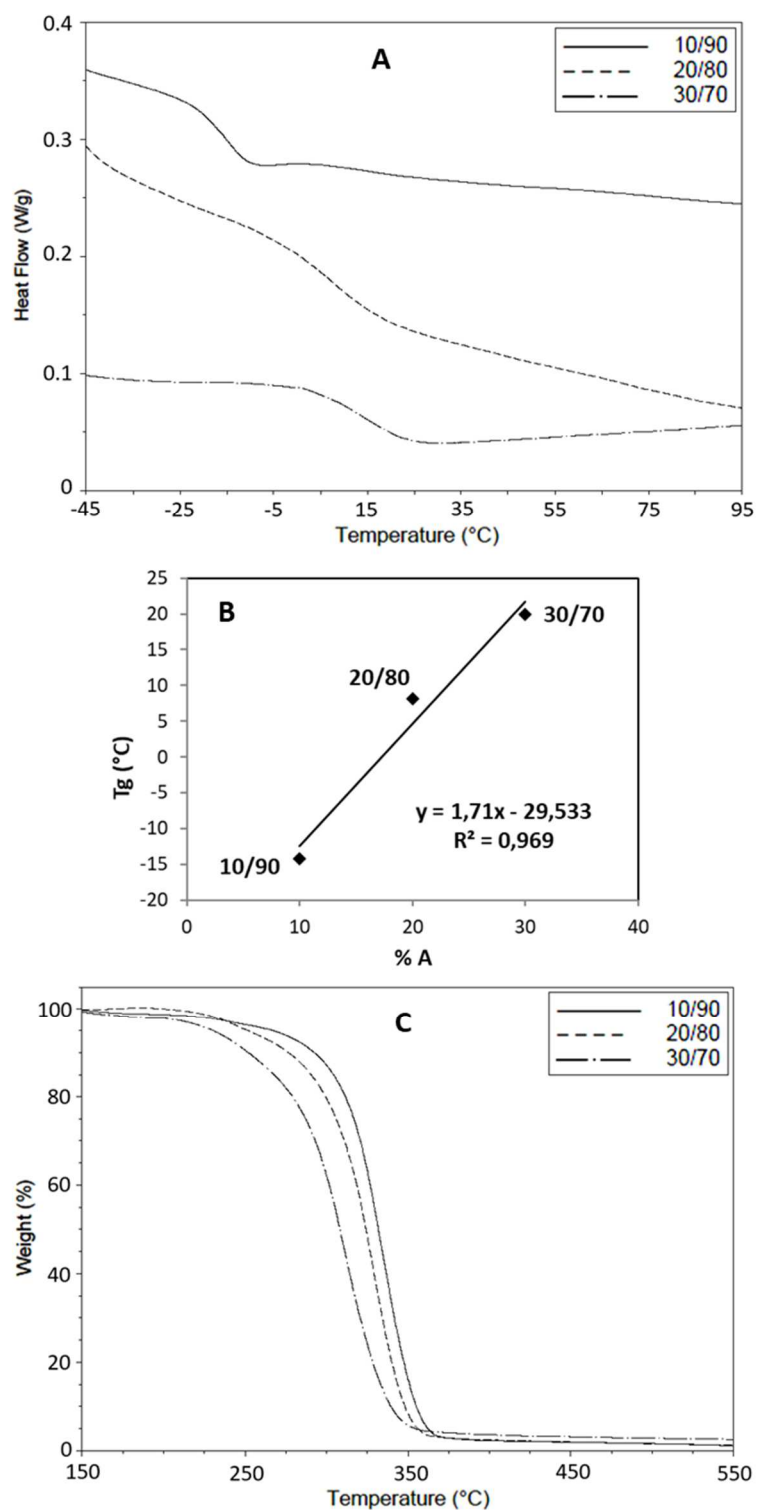 A
10/90
20/80
30/70
0.4
0.3
0.2
0.1
0
Heat Flow (W/g)
-45 -25 -5 15 35 55 75 95
Temperature (°C)
B
25
20
15
10
5
0
-5
-10
-15
-20
Tg (°C)
30/70
20/80
10/90
y = 1,71x - 29,533
R² = 0,969
0 10 20 30 40
% A
C
10/90
20/80
30/70
100
80
60
40
20
0
Weight (%)
150 250 350 450 550
Temperature (°C)